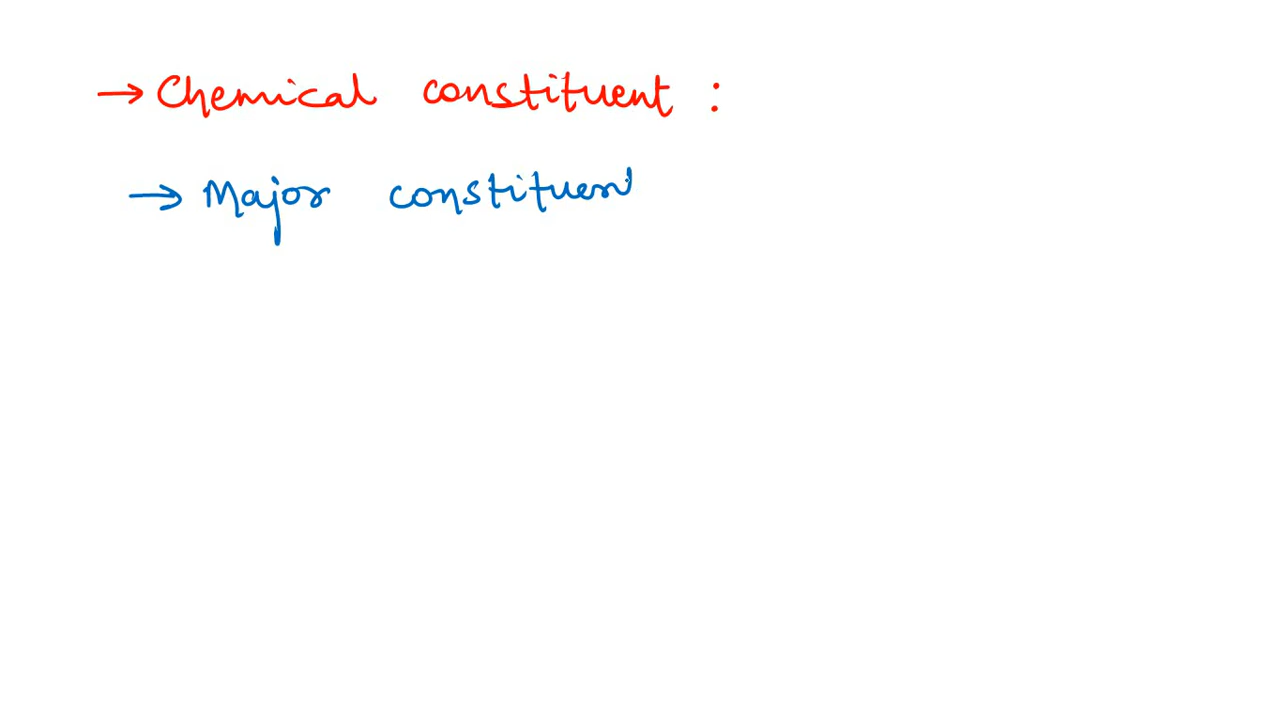 → Chemical constituent :
→ Major constituent